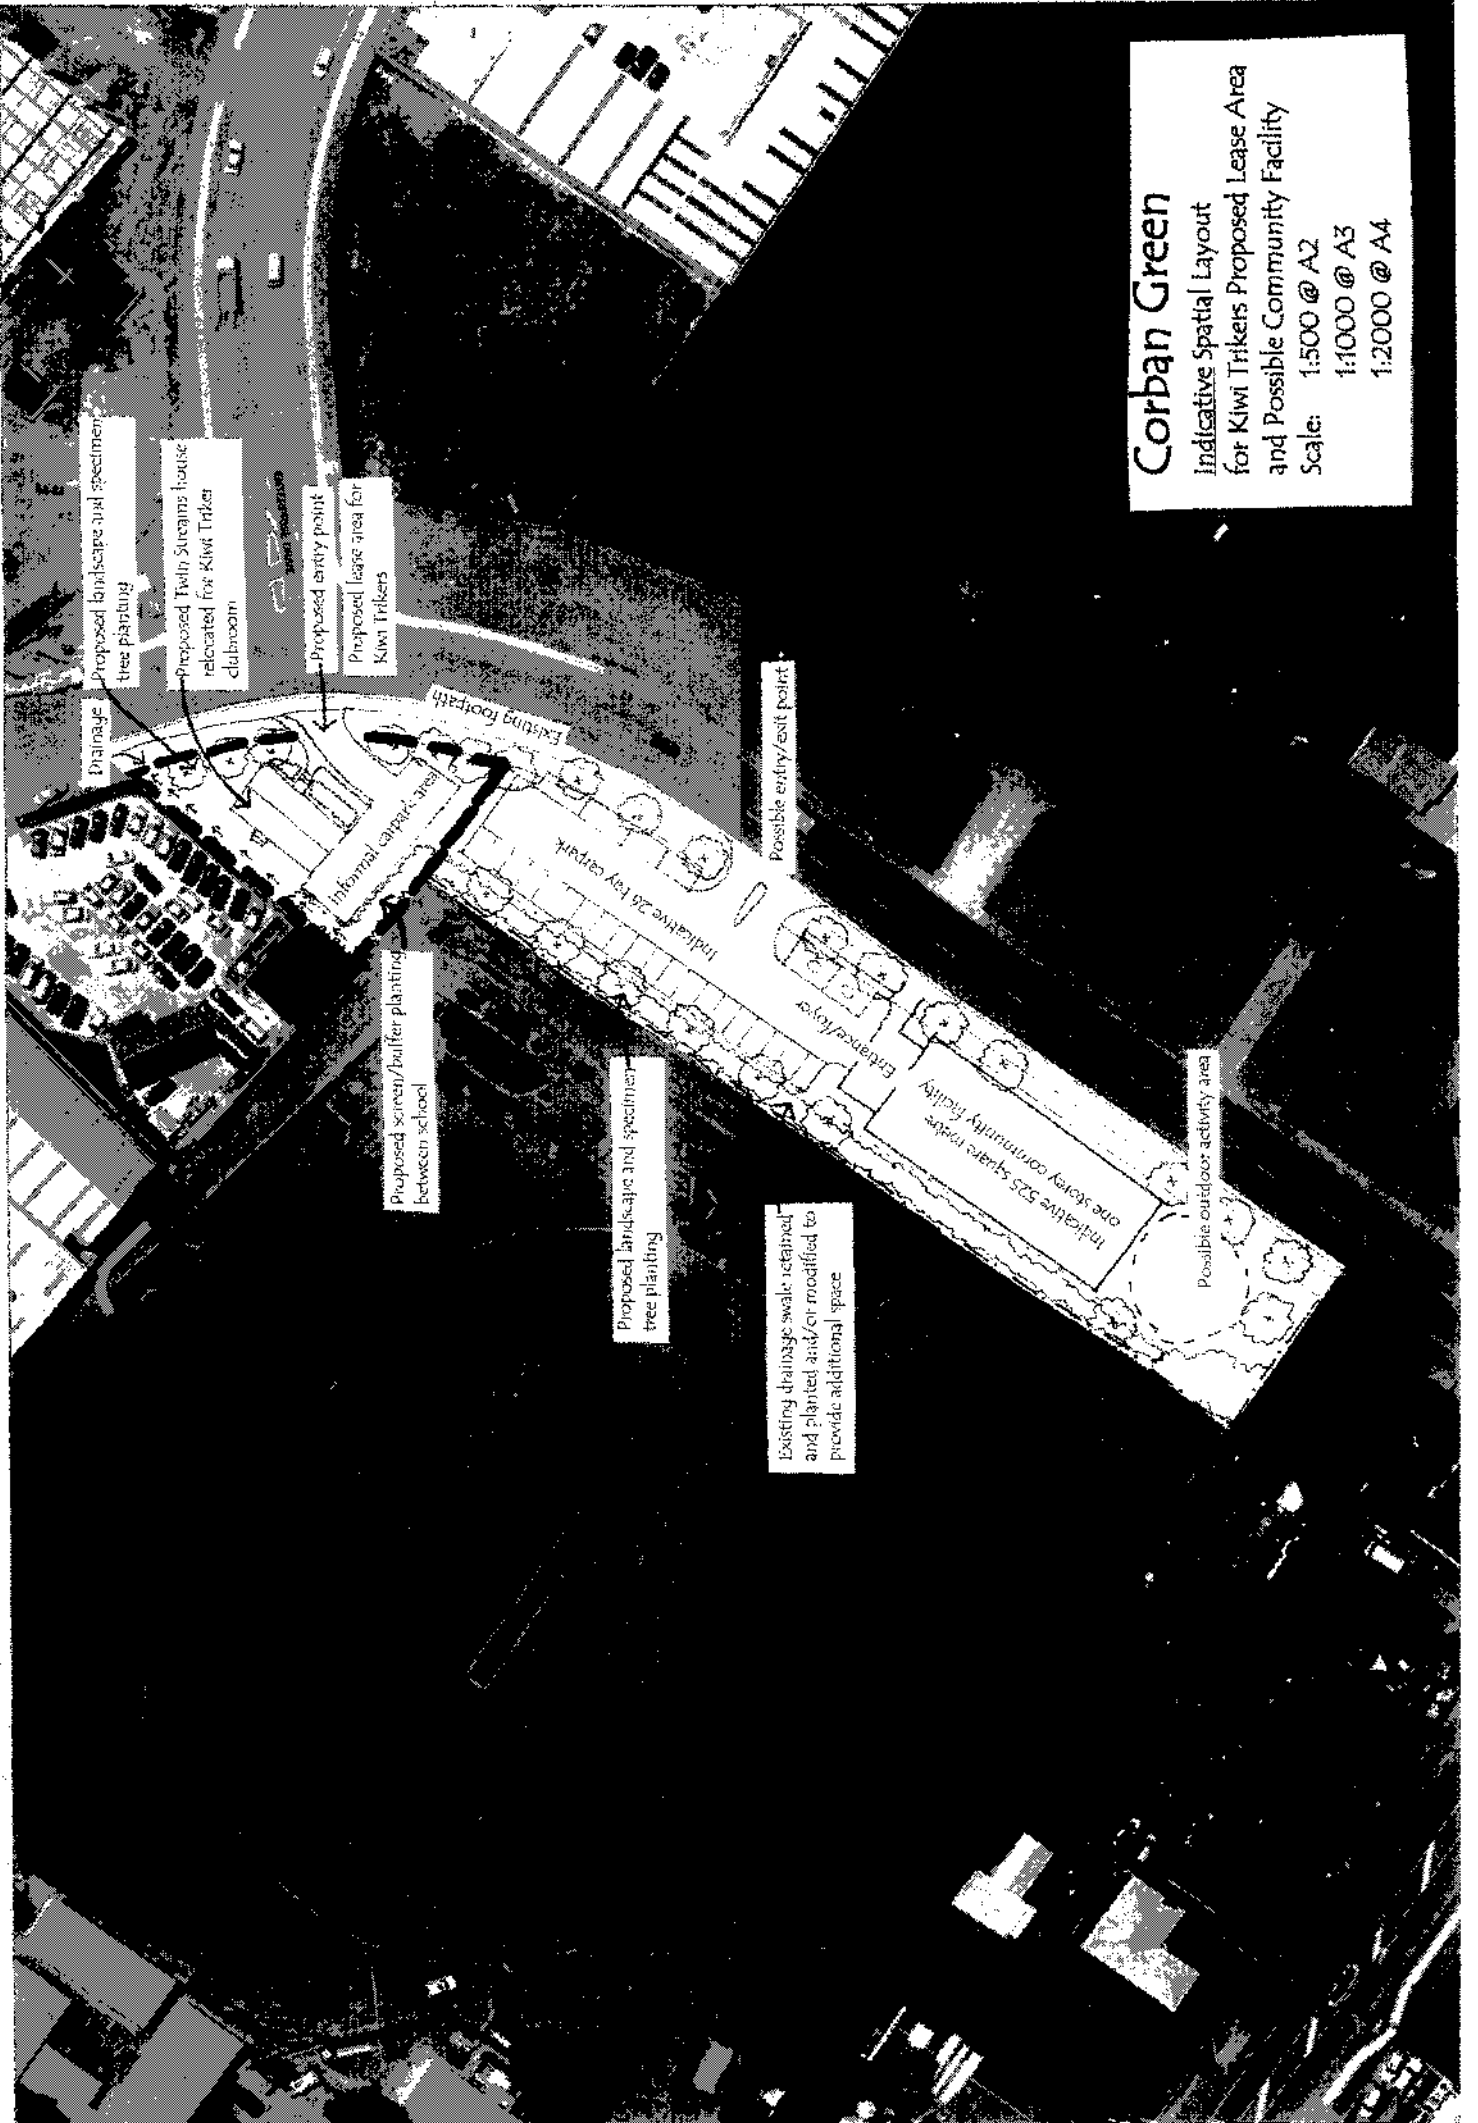 Corban Green
Indicative Spatial Layout
for Kiwi Trikers Proposed Lease Area
and Possible Community Facility
Scale: 1:500 @ A2
1:1000 @ A3
1:2000 @ A4
Drainage
Proposed landscape and specimen
tree planting
Proposed Twin Streams house
relocated for Kiwi Triker
clubroom
Proposed entry point
Proposed lease area for
Kiwi Trikers
Existing footpath
Informal carpark area
Possible entry/exit point
Indicative 26 bay carpark
Proposed screen/buffer planting
between school
Entrance/foyer
Proposed landscape and specimen
tree planting
Indicative 525 square metre
one storey community facility
Existing drainage swale retained
and planted and/or modified to
provide additional space
Possible outdoor activity area